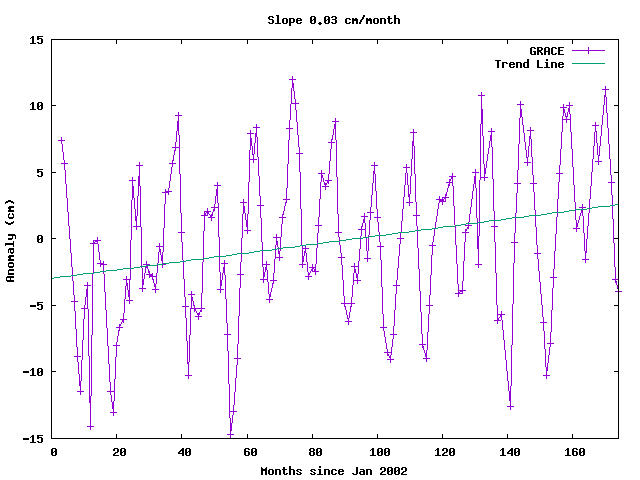 Slope 0.03 cm/month
GRACE
Trend Line
15
10
5
0
-5
-10
-15
Anomaly (cm)
0 20 40 60 80 100 120 140 160
Months since Jan 2002